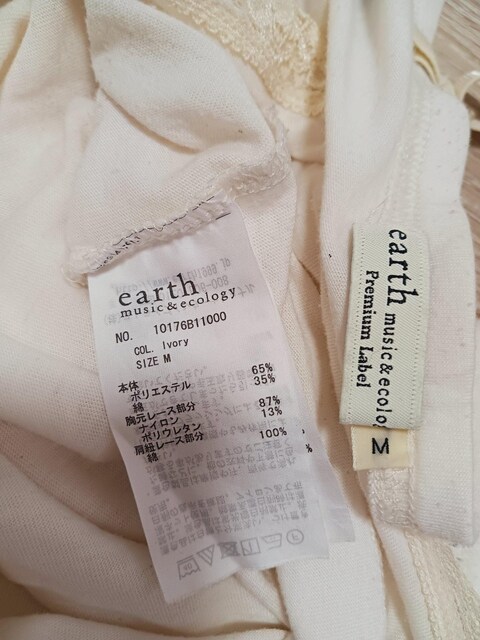 earth
music&ecology
NO. 10176B11000
COL. Ivory
SIZE M
本体
ポリエステル 65%
綿 35%
胸元レース部分
ナイロン 87%
ポリウレタン 13%
肩紐レース部分
綿 100%
earth music&ecolo
Premium Label
M